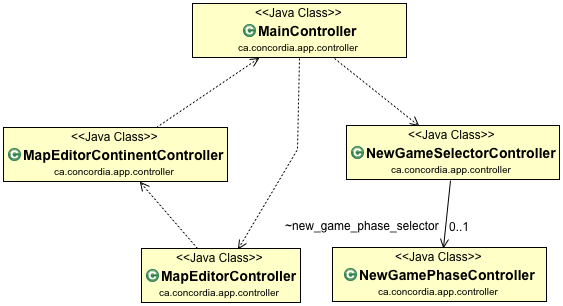 <<Java Class>>
MainController
ca.concordia.app.controller
<<Java Class>>
MapEditorContinentController
ca.concordia.app.controller
<<Java Class>>
NewGameSelectorController
ca.concordia.app.controller
~new_game_phase_selector 0..1
<<Java Class>>
MapEditorController
ca.concordia.app.controller
<<Java Class>>
NewGamePhaseController
ca.concordia.app.controller